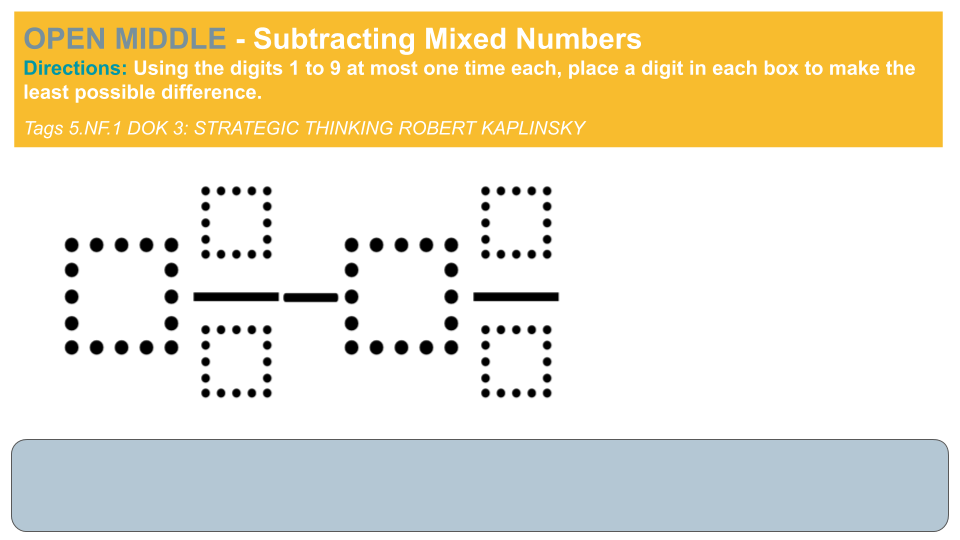 OPEN MIDDLE - Subtracting Mixed Numbers
Directions: Using the digits 1 to 9 at most one time each, place a digit in each box to make the
least possible difference.
Tags 5.NF.1 DOK 3: STRATEGIC THINKING ROBERT KAPLINSKY